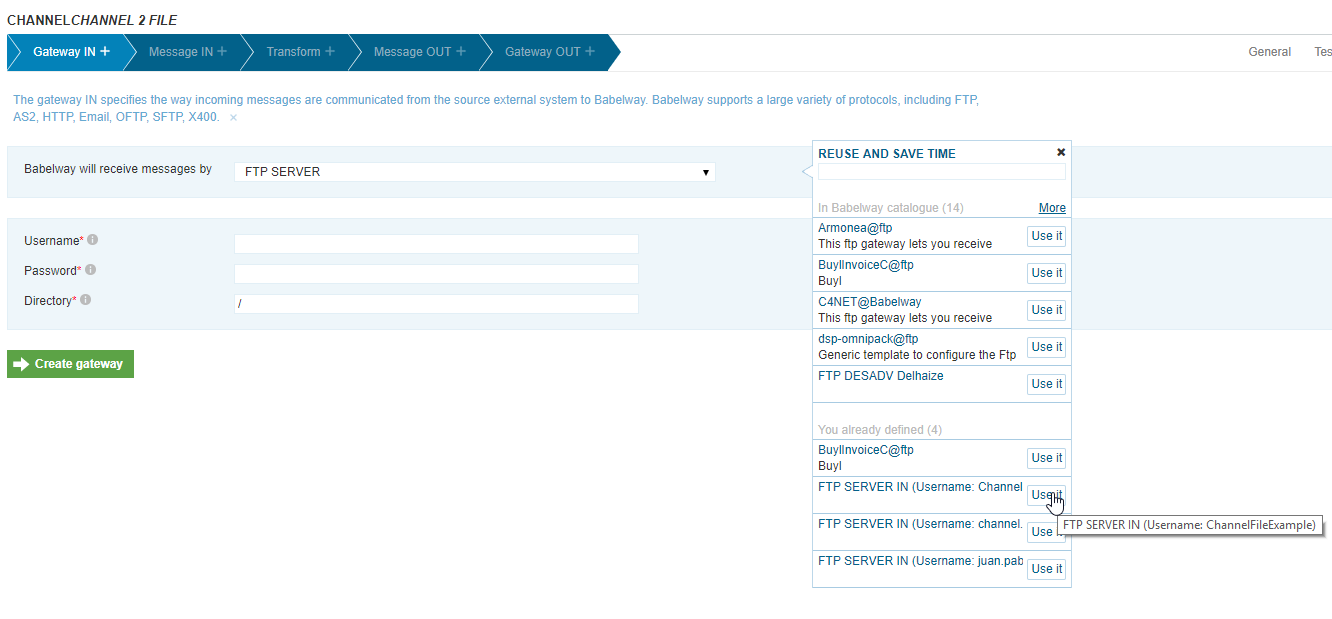 CHANNELCHANNEL 2 FILE
Gateway IN +
Message IN +
Transform +
Message OUT +
Gateway OUT +
General
Tes
The gateway IN specifies the way incoming messages are communicated from the source external system to Babelway. Babelway supports a large variety of protocols, including FTP,
AS2, HTTP, Email, OFTP, SFTP, X400. ×
Babelway will receive messages by
FTP SERVER
Username*
Password*
Directory*
/
Create gateway
REUSE AND SAVE TIME
In Babelway catalogue (14)
More
Armonea@ftp
This ftp gateway lets you receive
Use it
BuylInvoiceC@ftp
Buyl
Use it
C4NET@Babelway
This ftp gateway lets you receive
Use it
dsp-omnipack@ftp
Generic template to configure the Ftp
Use it
FTP DESADV Delhaize
Use it
You already defined (4)
BuylInvoiceC@ftp
Buyl
Use it
FTP SERVER IN (Username: Channel
Use it
FTP SERVER IN (Username: channel.
Use it
FTP SERVER IN (Username: ChannelFileExample)
FTP SERVER IN (Username: juan.pab
Use it